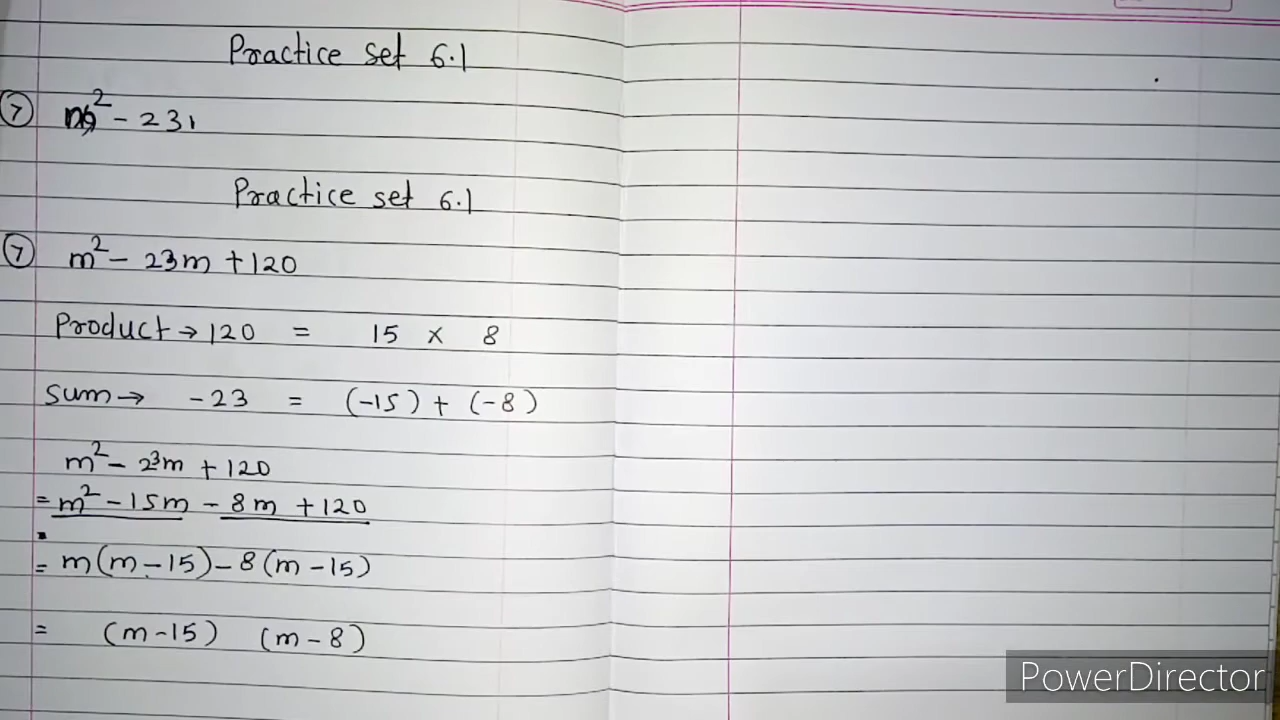 Practice set 6.1
⑦ m² - 23
Practice set 6.1
⑦ m² - 23m + 120
Product → 120 = 15 × 8
Sum → -23 = (-15) + (-8)
m² - 23m + 120
= m² - 15m - 8m + 120
= m(m - 15) - 8(m - 15)
= (m - 15) (m - 8)
PowerDirector